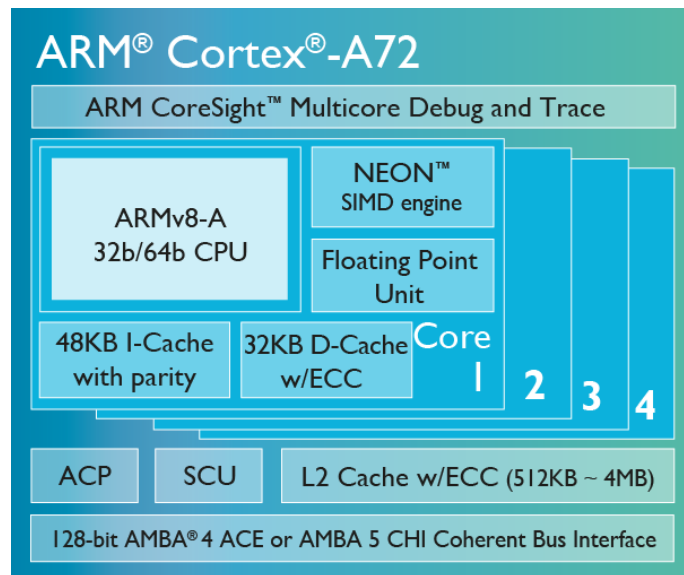 ARM® Cortex®-A72
ARM CoreSight™ Multicore Debug and Trace
ARMv8-A
32b/64b CPU
NEON™
SIMD engine
Floating Point
Unit
48KB I-Cache
with parity
32KB D-Cache
w/ECC
Core
1
2
3
4
ACP
SCU
L2 Cache w/ECC (512KB ~ 4MB)
128-bit AMBA® 4 ACE or AMBA 5 CHI Coherent Bus Interface